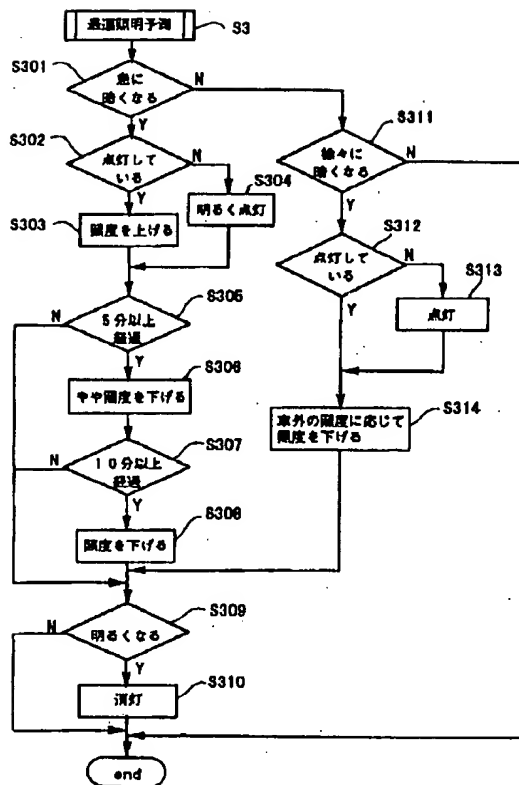 最適照明予測
S3
S301
急に
暗くなる
N
Y
S302
点灯して
いる
N
Y
S304
明るく点灯
S303
照度を上げる
S305
5分以上
経過
N
Y
S306
やや照度を下げる
S307
10分以上
経過
N
Y
S308
照度を下げる
S309
明るくなる
N
Y
S310
消灯
end
S311
徐々に
暗くなる
N
Y
S312
点灯して
いる
N
Y
S313
点灯
S314
車外の照度に応じて
照度を下げる